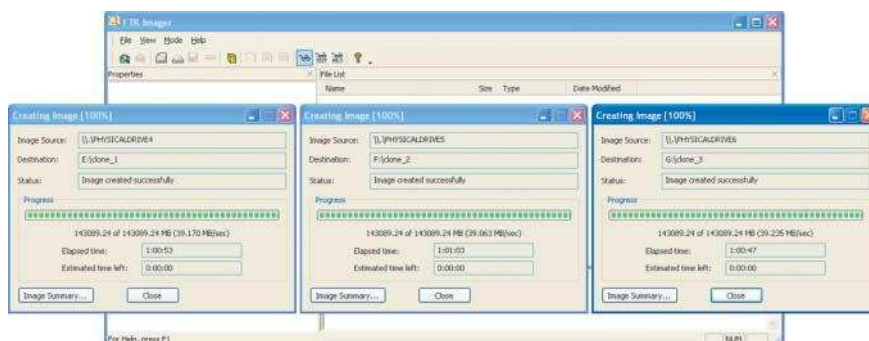 FTK Imager
File View Mode Help
Properties
File List
Name Size Type Date Modified
Creating Image [100%]
Image Source: \\.\PHYSICALDRIVE4
Destination: E:\clone_1
Status: Image created successfully
Progress
143089.24 of 143089.24 MB (39.170 MB/sec)
Elapsed time: 1:00:53
Estimated time left: 0:00:00
Image Summary... Close
Creating Image [100%]
Image Source: \\.\PHYSICALDRIVE5
Destination: F:\clone_2
Status: Image created successfully
Progress
143089.24 of 143089.24 MB (39.063 MB/sec)
Elapsed time: 1:01:03
Estimated time left: 0:00:00
Image Summary... Close
Creating Image [100%]
Image Source: \\.\PHYSICALDRIVE6
Destination: G:\clone_3
Status: Image created successfully
Progress
143089.24 of 143089.24 MB (39.235 MB/sec)
Elapsed time: 1:00:47
Estimated time left: 0:00:00
Image Summary... Close
For Help, press F1
NUM